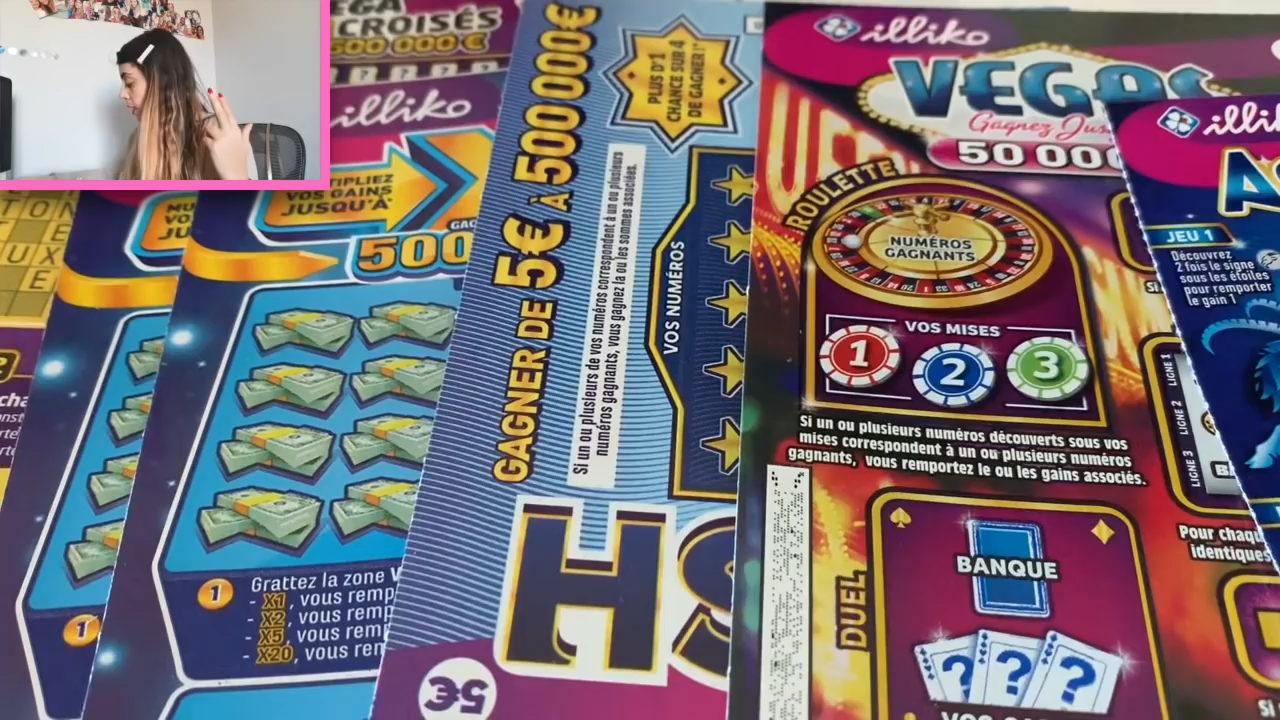 EGA
CROISÉS
500 000 €
illiko
MULTIPLIEZ
VOS GAINS
JUSQU'À
500
1
Grattez la zone
- X1, vous remp
- X2, vous remp
- X5, vous rem
- X20, vous rem
1
GAGNER DE 5€ À 500 000€
PLUS D'1
CHANCE SUR 4
DE GAGNER!*
Si un ou plusieurs de vos numéros correspondent à un ou plusieurs
numéros gagnants, vous gagnez la ou les sommes associées.
VOS NUMÉROS
5€
illiko
VEGAS
Gagnez Jus
50 000
ROULETTE
NUMÉROS
GAGNANTS
VOS MISES
1 2 3
Si un ou plusieurs numéros découverts sous vos
mises correspondent à un ou plusieurs numéros
gagnants, vous remportez le ou les gains associés.
DUEL
BANQUE
? ? ?
LIGNE 1
LIGNE 2
LIGNE 3
Pour chaqu
identiques
illik
JEU 1
Découvrez
2 fois le signe
sous les étoiles
pour remporter
le gain 1